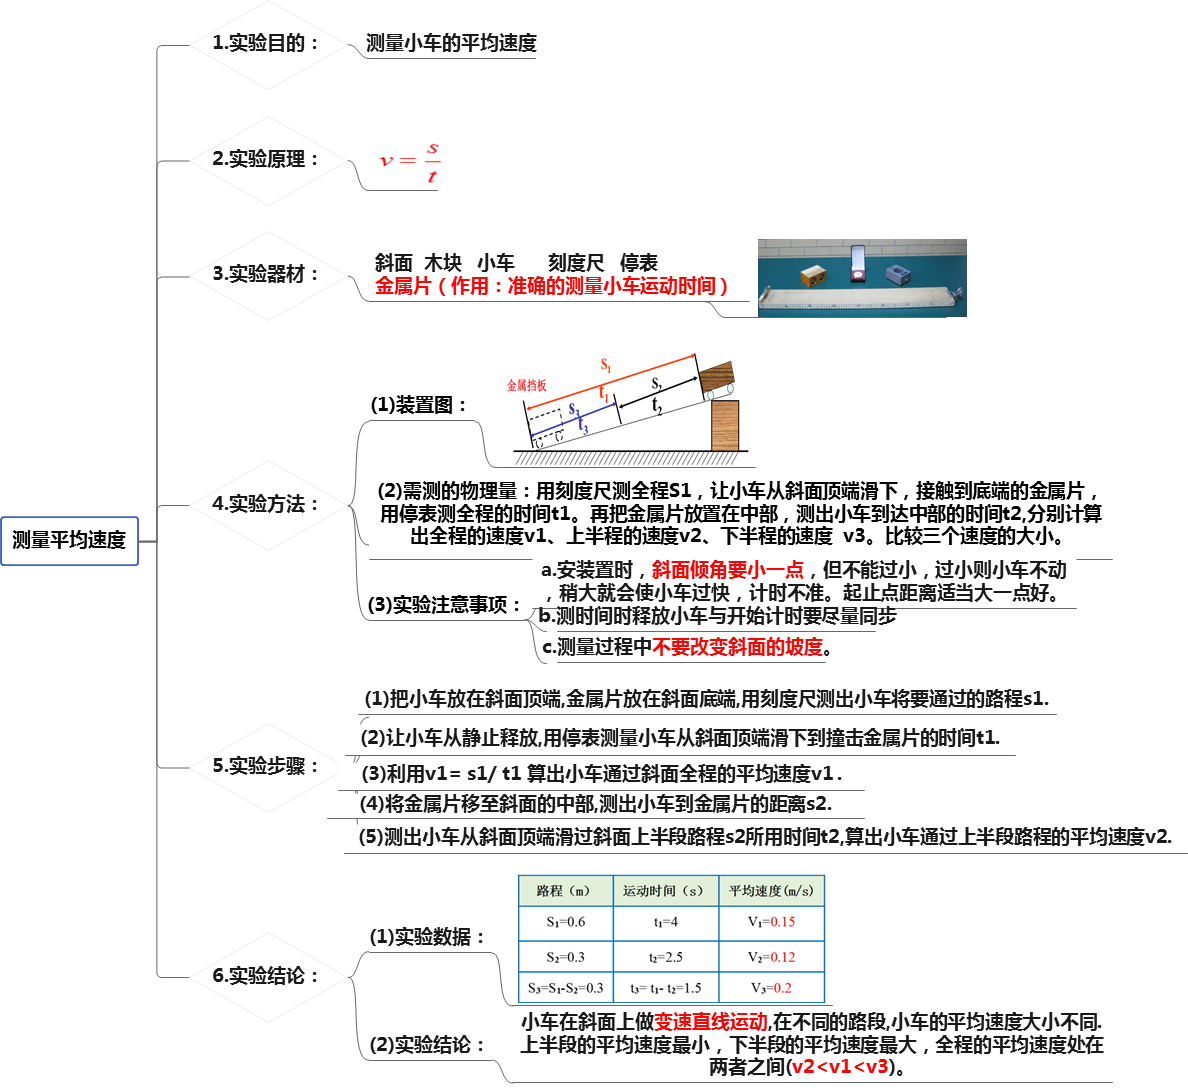 测量平均速度
1.实验目的：
测量小车的平均速度
2.实验原理：
v = s/t
3.实验器材：
斜面 木块 小车 刻度尺 停表
金属片（作用：准确的测量小车运动时间）
4.实验方法：
(1)装置图：
金属挡板
S₁
t₁
S₂
t₂
S₃
t₃
(2)需测的物理量：用刻度尺测全程S1，让小车从斜面顶端滑下，接触到底端的金属片，
用停表测全程的时间t1。再把金属片放置在中部，测出小车到达中部的时间t2,分别计算
出全程的速度v1、上半程的速度v2、下半程的速度 v3。比较三个速度的大小。
(3)实验注意事项：
a.安装置时，斜面倾角要小一点，但不能过小，过小则小车不动
，稍大就会使小车过快，计时不准。起止点距离适当大一点好。
b.测时间时释放小车与开始计时要尽量同步
c.测量过程中不要改变斜面的坡度。
5.实验步骤：
(1)把小车放在斜面顶端,金属片放在斜面底端,用刻度尺测出小车将要通过的路程s1.
(2)让小车从静止释放,用停表测量小车从斜面顶端滑下到撞击金属片的时间t1.
(3)利用v1= s1/ t1 算出小车通过斜面全程的平均速度v1.
(4)将金属片移至斜面的中部,测出小车到金属片的距离s2.
(5)测出小车从斜面顶端滑过斜面上半段路程s2所用时间t2,算出小车通过上半段路程的平均速度v2.
6.实验结论：
(1)实验数据：
路程（m） 运动时间（s） 平均速度(m/s)
S₁=0.6 t₁=4 V₁=0.15
S₂=0.3 t₂=2.5 V₂=0.12
S₃=S₁-S₂=0.3 t₃= t₁- t₂=1.5 V₃=0.2
(2)实验结论：
小车在斜面上做变速直线运动,在不同的路段,小车的平均速度大小不同.
上半段的平均速度最小，下半段的平均速度最大，全程的平均速度处在
两者之间(v2<v1<v3)。